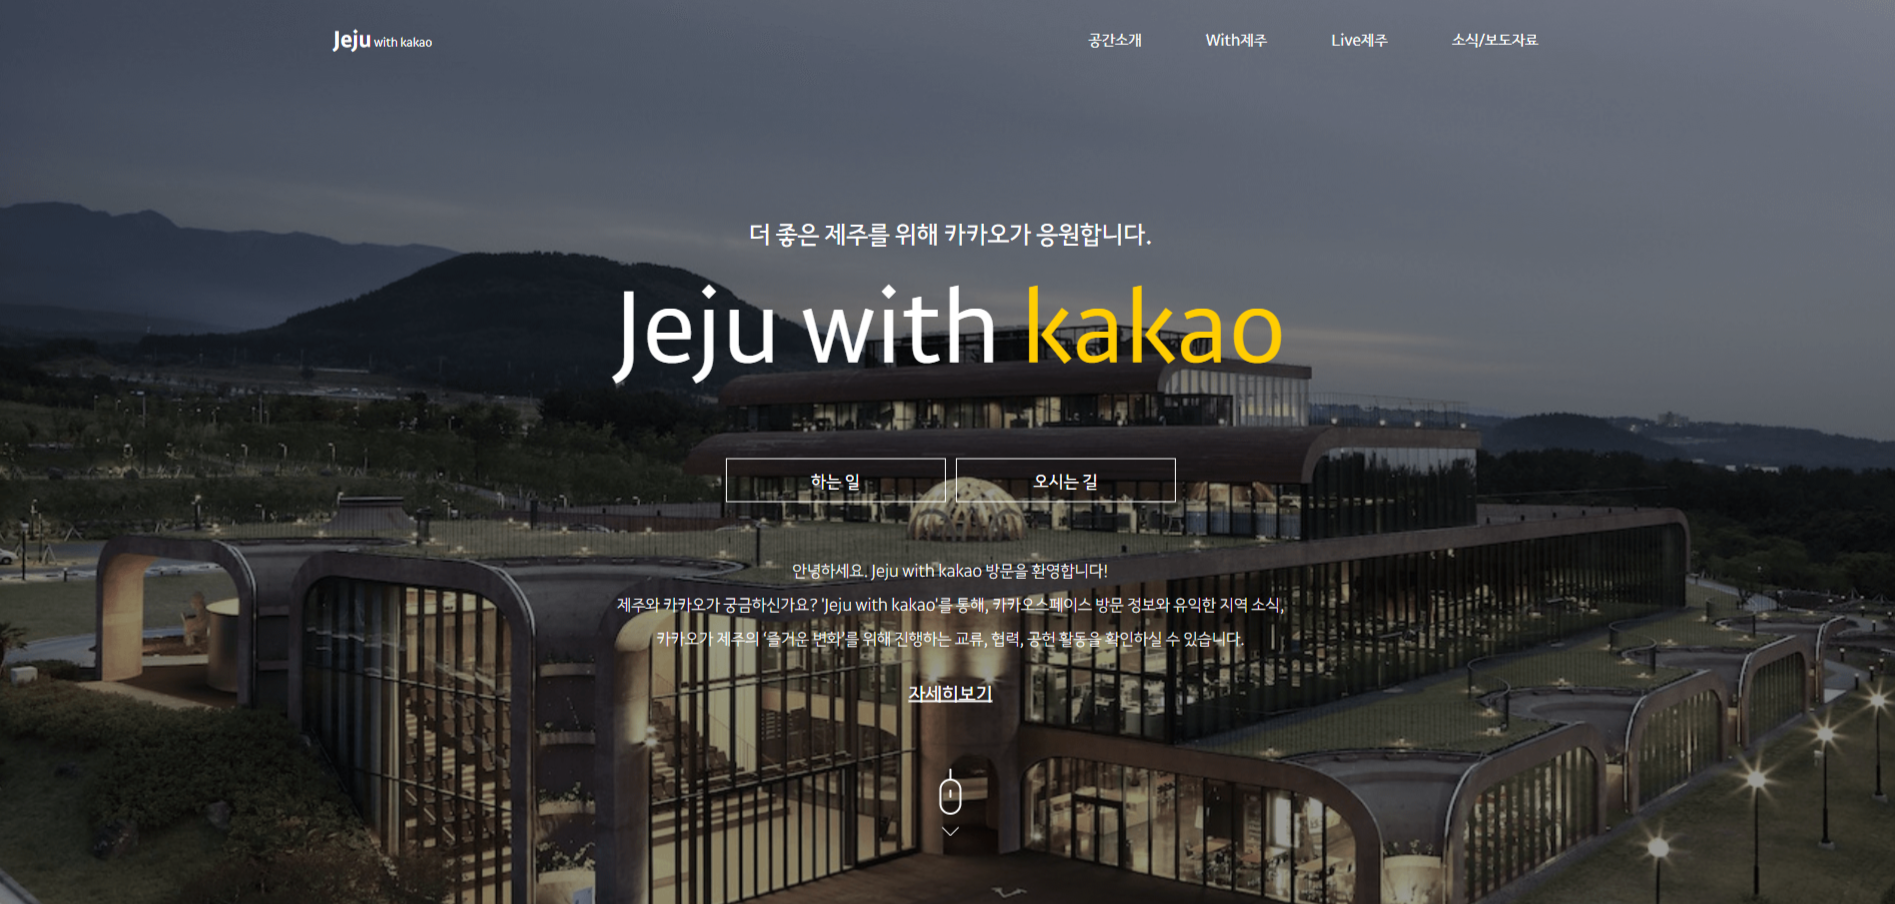 Jeju with kakao
공간소개
With제주
Live제주
소식/보도자료
더 좋은 제주를 위해 카카오가 응원합니다.
Jeju with kakao
하는 일
오시는 길
안녕하세요. Jeju with kakao 방문을 환영합니다!
제주와 카카오가 궁금하신가요? 'Jeju with kakao'를 통해, 카카오스페이스 방문 정보와 유익한 지역 소식,
카카오가 제주의 ‘즐거운 변화’를 위해 진행하는 교류, 협력, 공헌 활동을 확인하실 수 있습니다.
자세히보기